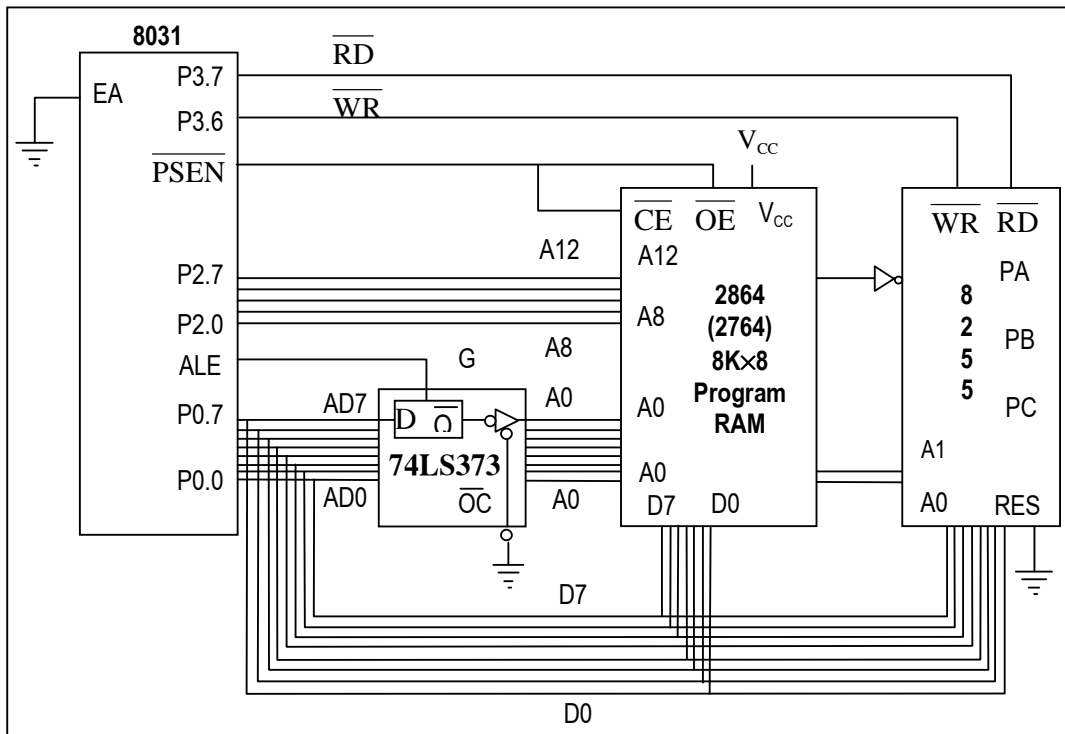 8031
EA
P3.7
P3.6
PSEN
P2.7
P2.0
ALE
P0.7
P0.0
RD
WR
VCC
A12
A8
G
AD7
AD0
A0
A0
D Q
74LS373
OC
CE OE VCC
A12
A8
A0
A0
D7 D0
2864
(2764)
8K×8
Program
RAM
WR RD
PA
PB
PC
8
2
5
5
A1
A0 RES
D7
D0